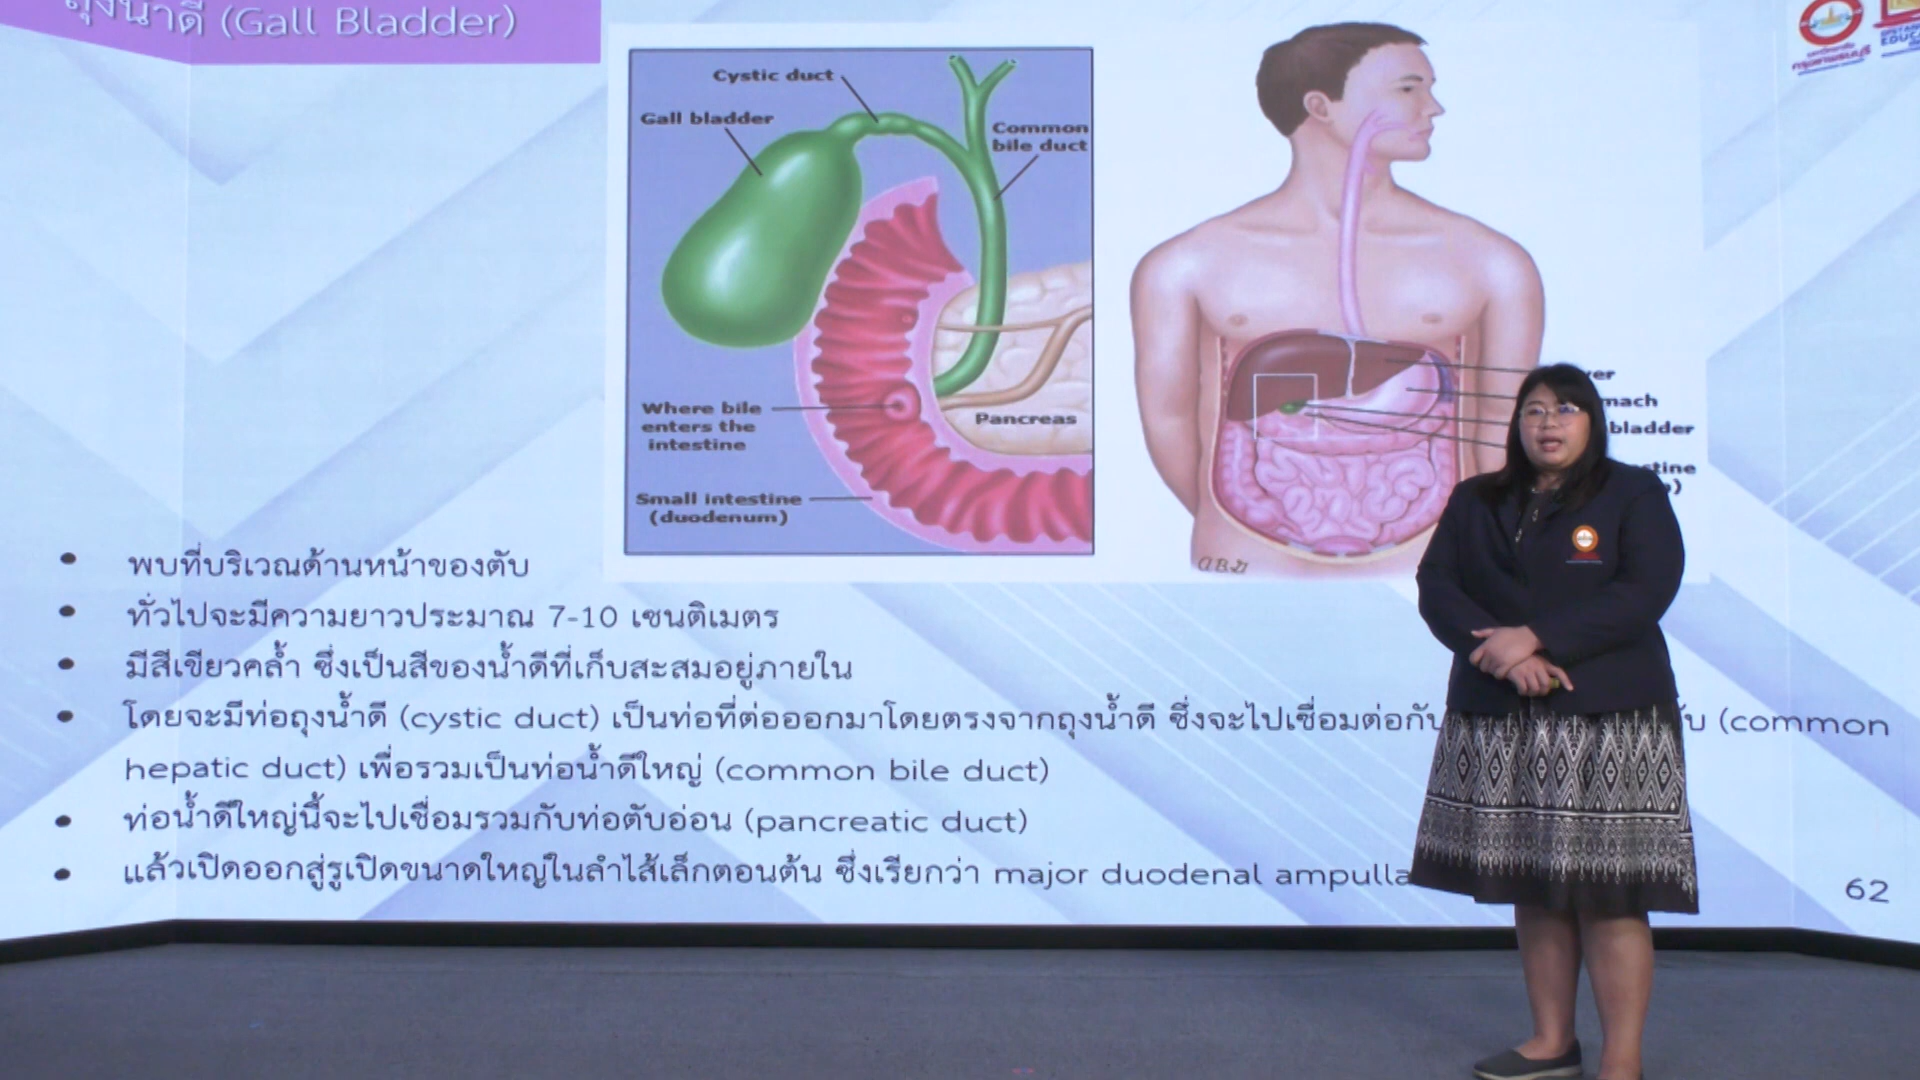 ถุงน้ำดี (Gall Bladder)
Cystic duct
Gall bladder
Common
bile duct
Where bile
enters the
intestine
Pancreas
Small intestine
(duodenum)
bladder
พบที่บริเวณด้านหน้าของตับ
ทั่วไปจะมีความยาวประมาณ 7-10 เซนติเมตร
มีสีเขียวคล้ำ ซึ่งเป็นสีของน้ำดีที่เก็บสะสมอยู่ภายใน
โดยจะมีท่อถุงน้ำดี (cystic duct) เป็นท่อที่ต่อออกมาโดยตรงจากถุงน้ำดี ซึ่งจะไปเชื่อมต่อกับ (common
hepatic duct) เพื่อรวมเป็นท่อน้ำดีใหญ่ (common bile duct)
ท่อน้ำดีใหญ่นี้จะไปเชื่อมรวมกับท่อตับอ่อน (pancreatic duct)
แล้วเปิดออกสู่รูเปิดขนาดใหญ่ในลำไส้เล็กตอนต้น ซึ่งเรียกว่า major duodenal ampulla
62